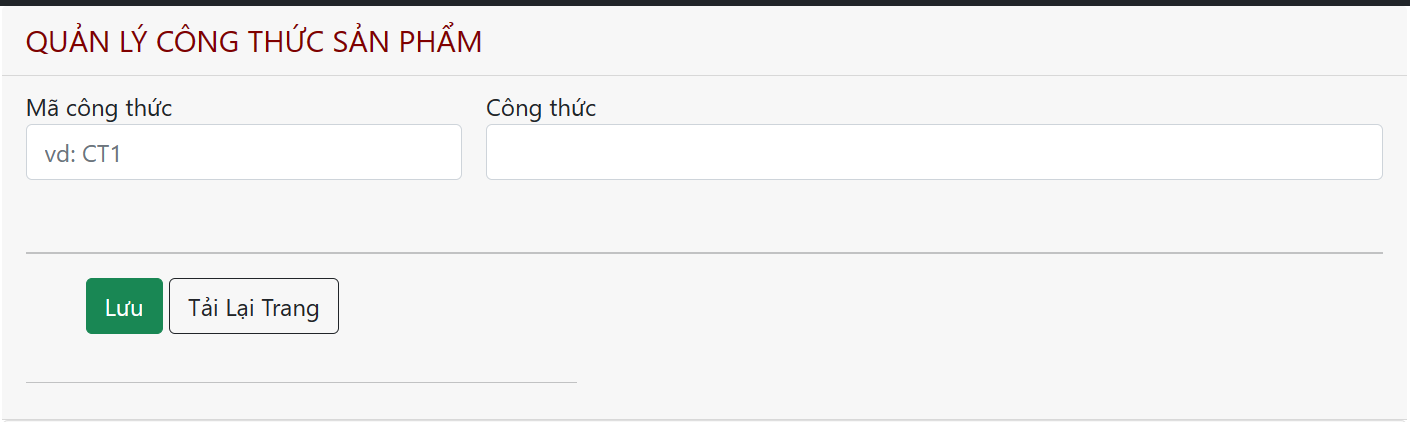 QUẢN LÝ CÔNG THỨC SẢN PHẨM
Mã công thức
Công thức
vd: CT1
Lưu
Tải Lại Trang